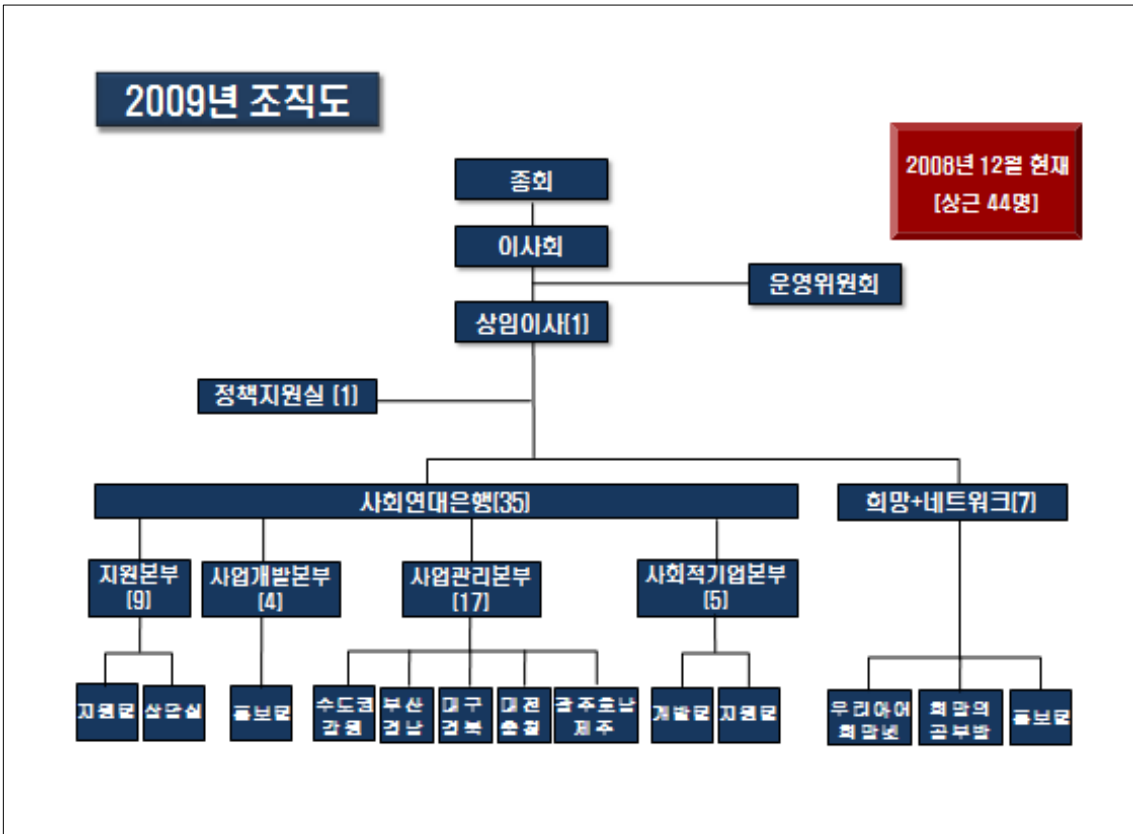 2009년 조직도
2008년 12월 현재
[상근 44명]
총회
이사회
운영위원회
상임이사[1]
정책지원실 [1]
사회연대은행[35]
희망+네트워크[7]
지원본부
[9]
사업개발본부
[4]
사업관리본부
[17]
사회적기업본부
[5]
지원팀
상담실
홍보팀
수도권
강원
부산
경남
대구
경북
대전
충청
광주호남
제주
개발팀
지원팀
우리아이
희망넷
희망의
공부방
홍보팀